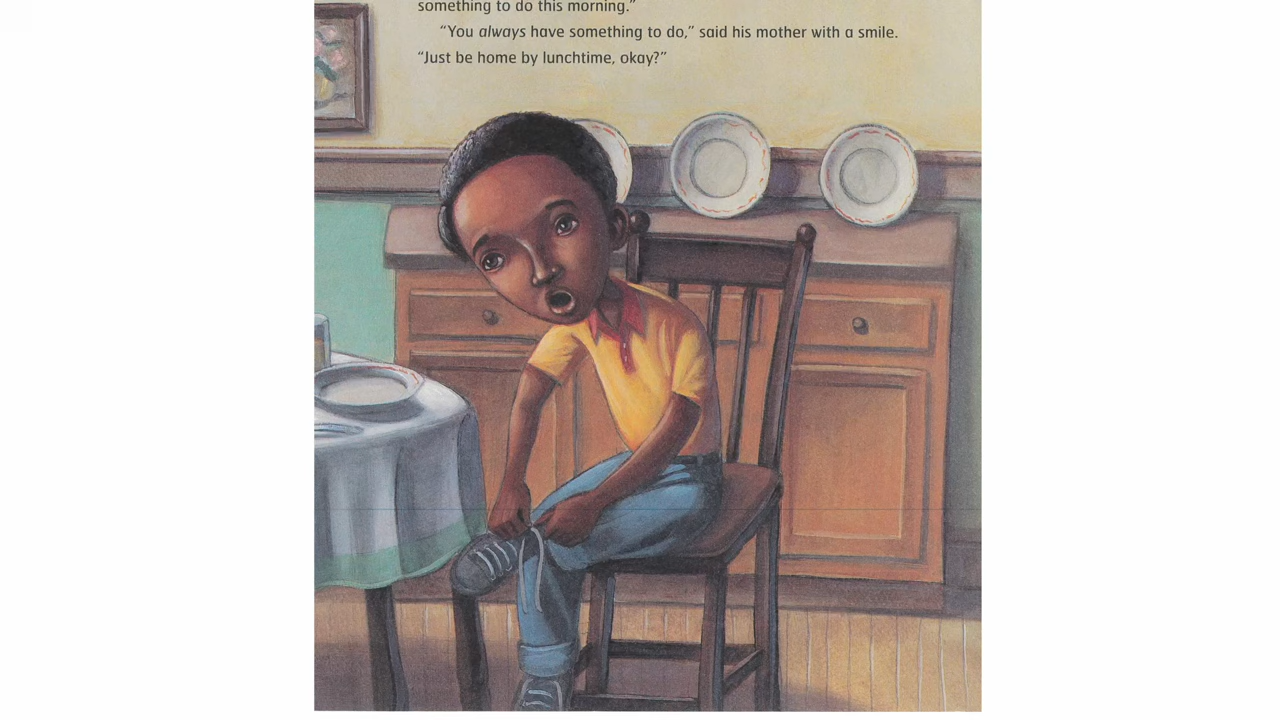 something to do this morning.”
“You always have something to do,” said his mother with a smile.
“Just be home by lunchtime, okay?”